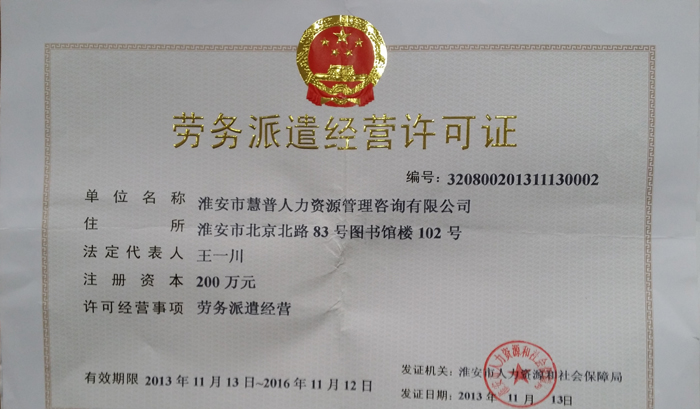 劳务派遣经营许可证
编号：320800201311130002
单位名称 淮安市慧普人力资源管理咨询有限公司
住所 淮安市北京北路83号图书馆楼102号
法定代表人 王一川
注册资本 200万元
许可经营事项 劳务派遣经营
有效期限 2013年11月13日~2016年11月12日
发证机关：淮安市人力资源和社会保障局
发证日期：2013年11月13日